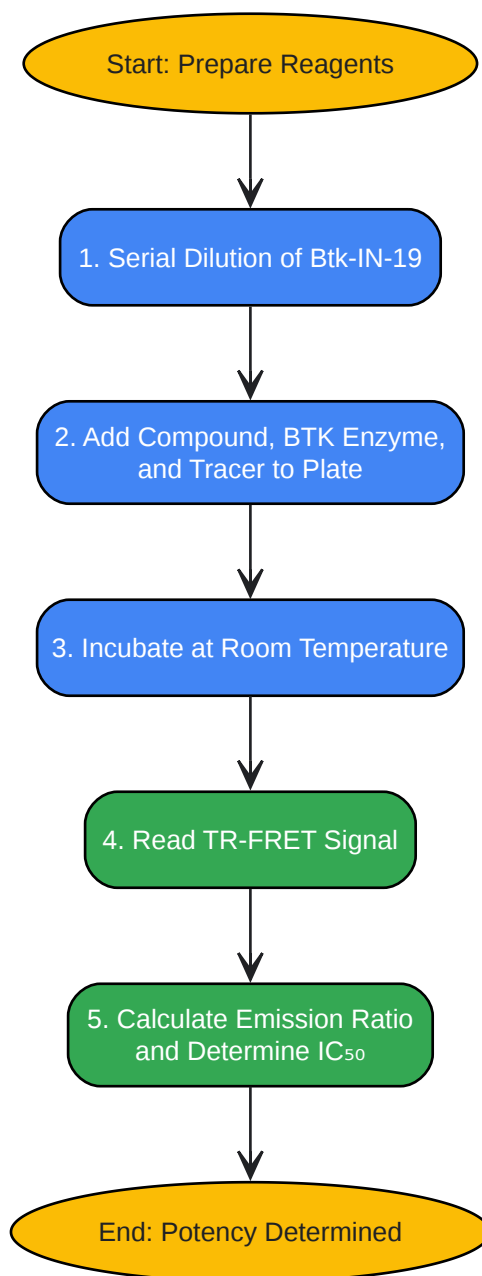 Start: Prepare Reagents
1. Serial Dilution of Btk-IN-19
2. Add Compound, BTK Enzyme,
and Tracer to Plate
3. Incubate at Room Temperature
4. Read TR-FRET Signal
5. Calculate Emission Ratio
and Determine IC₅₀
End: Potency Determined